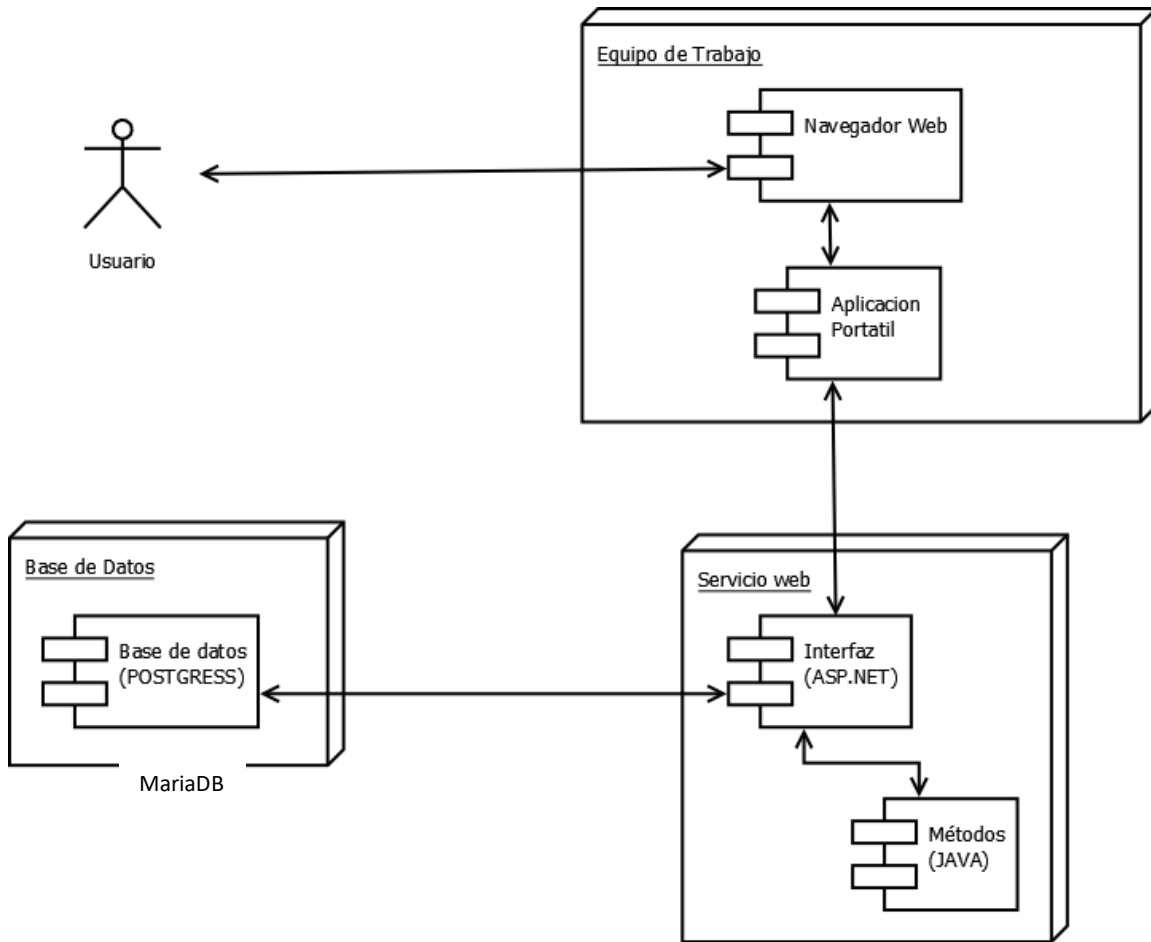 Equipo de Trabajo
Navegador Web
Usuario
Aplicacion
Portatil
Base de Datos
Base de datos
(POSTGRESS)
MariaDB
Servicio web
Interfaz
(ASP.NET)
Métodos
(JAVA)